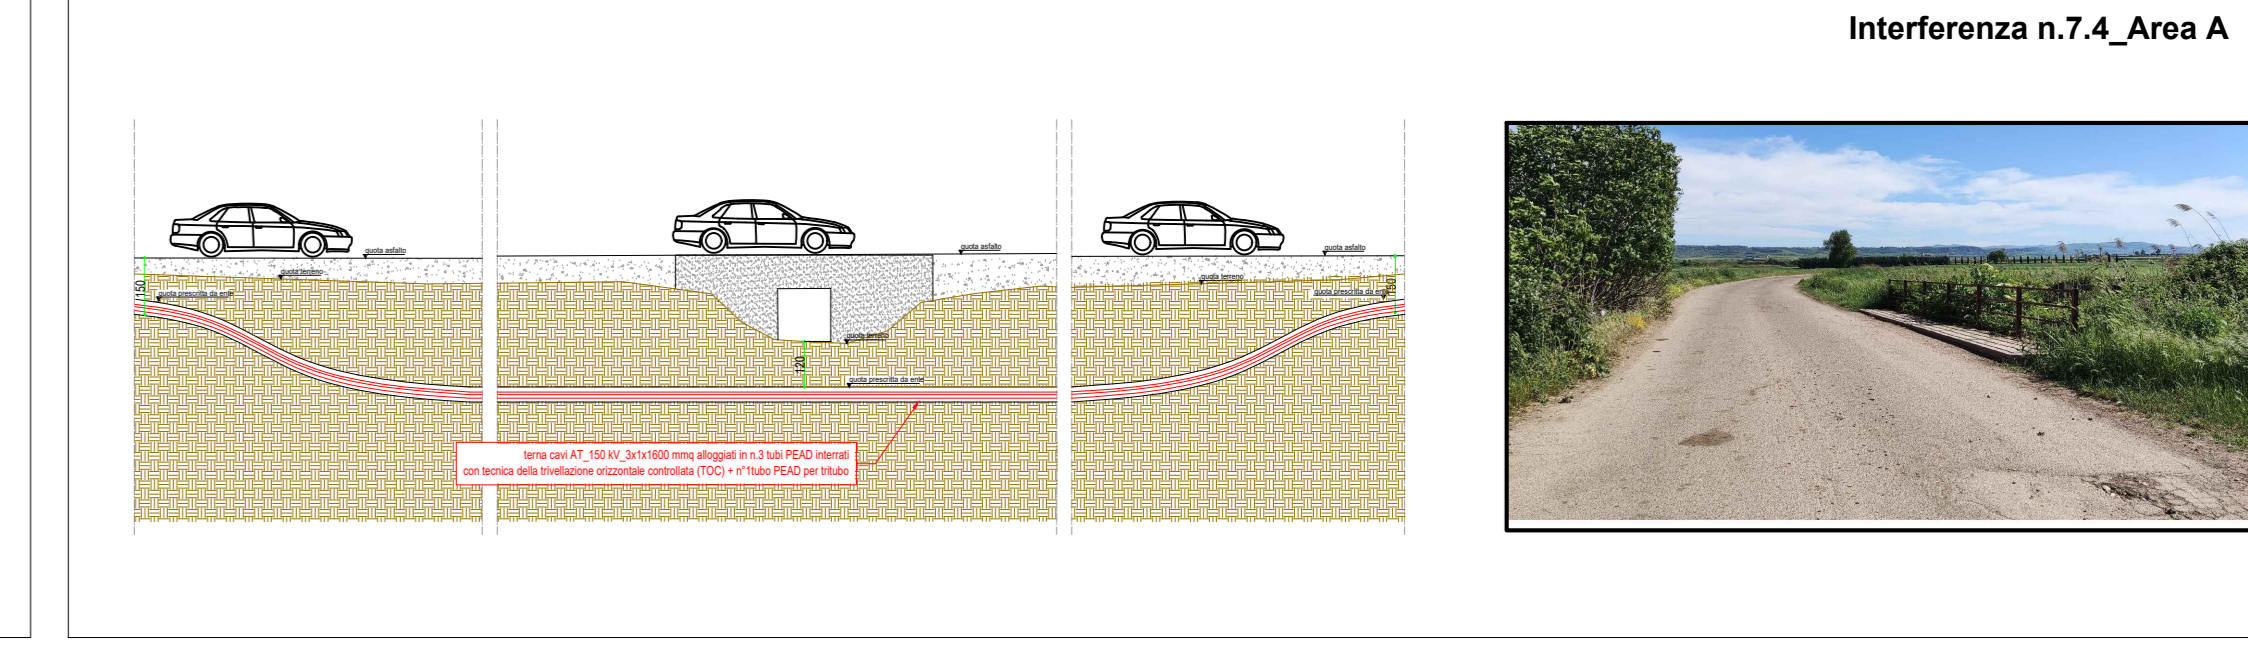 Interferenza n.7.4_Area A
quota asfalto
quota terreno
quota prescritta da ente
150
quota asfalto
quota terreno
120
quota prescritta da ente
quota asfalto
quota terreno
quota prescritta da ente
150
terna cavi AT_150 kV_3x1x1600 mmq alloggiati in n.3 tubi PEAD interrati
con tecnica della trivellazione orizzontale controllata (TOC) + n°1tubo PEAD per tritubo